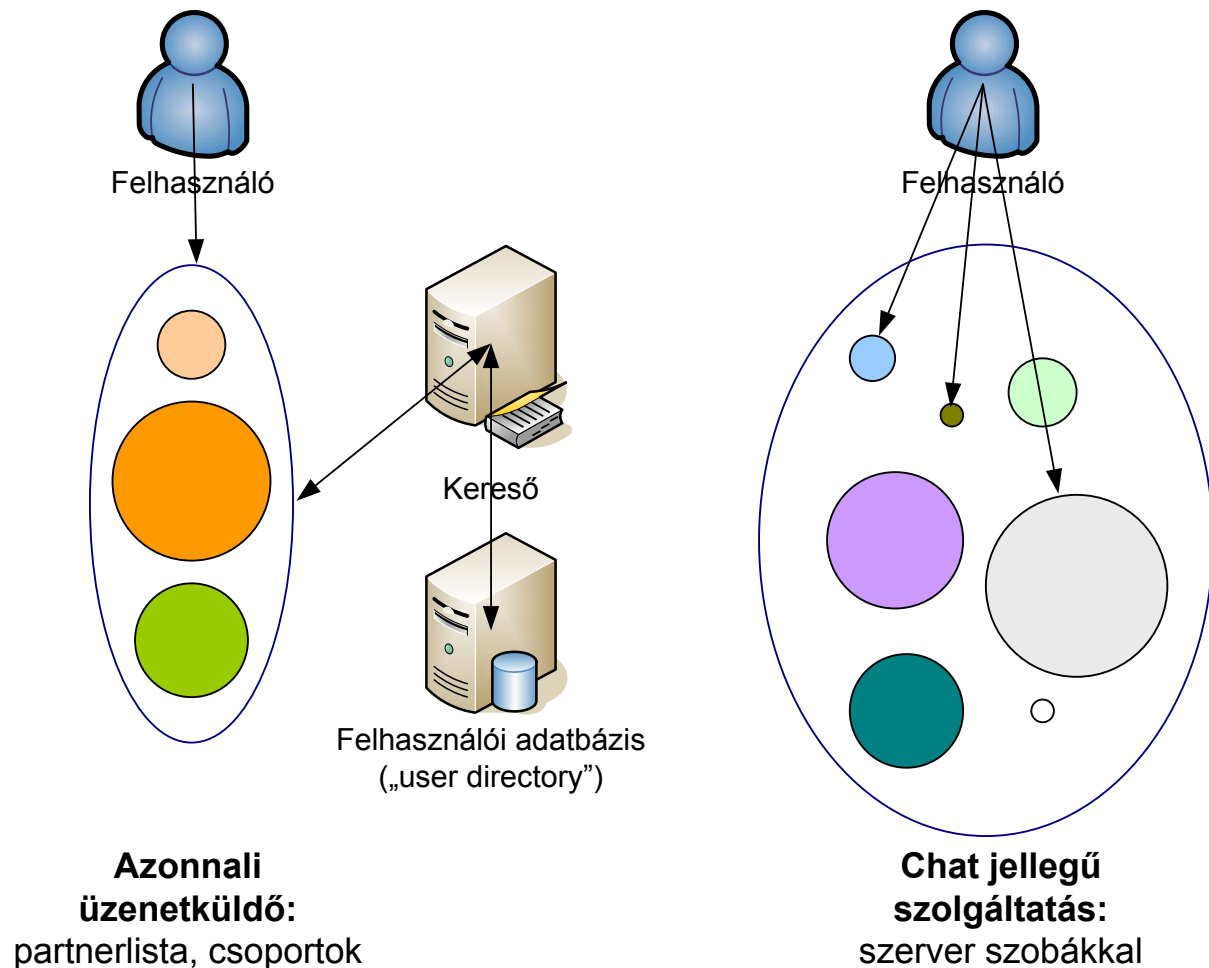 Felhasználó
Felhasználó
Kereső
Felhasználói adatbázis
(„user directory”)
Azonnali
üzenetküldő:
partnerlista, csoportok
Chat jellegű
szolgáltatás:
szerver szobákkal